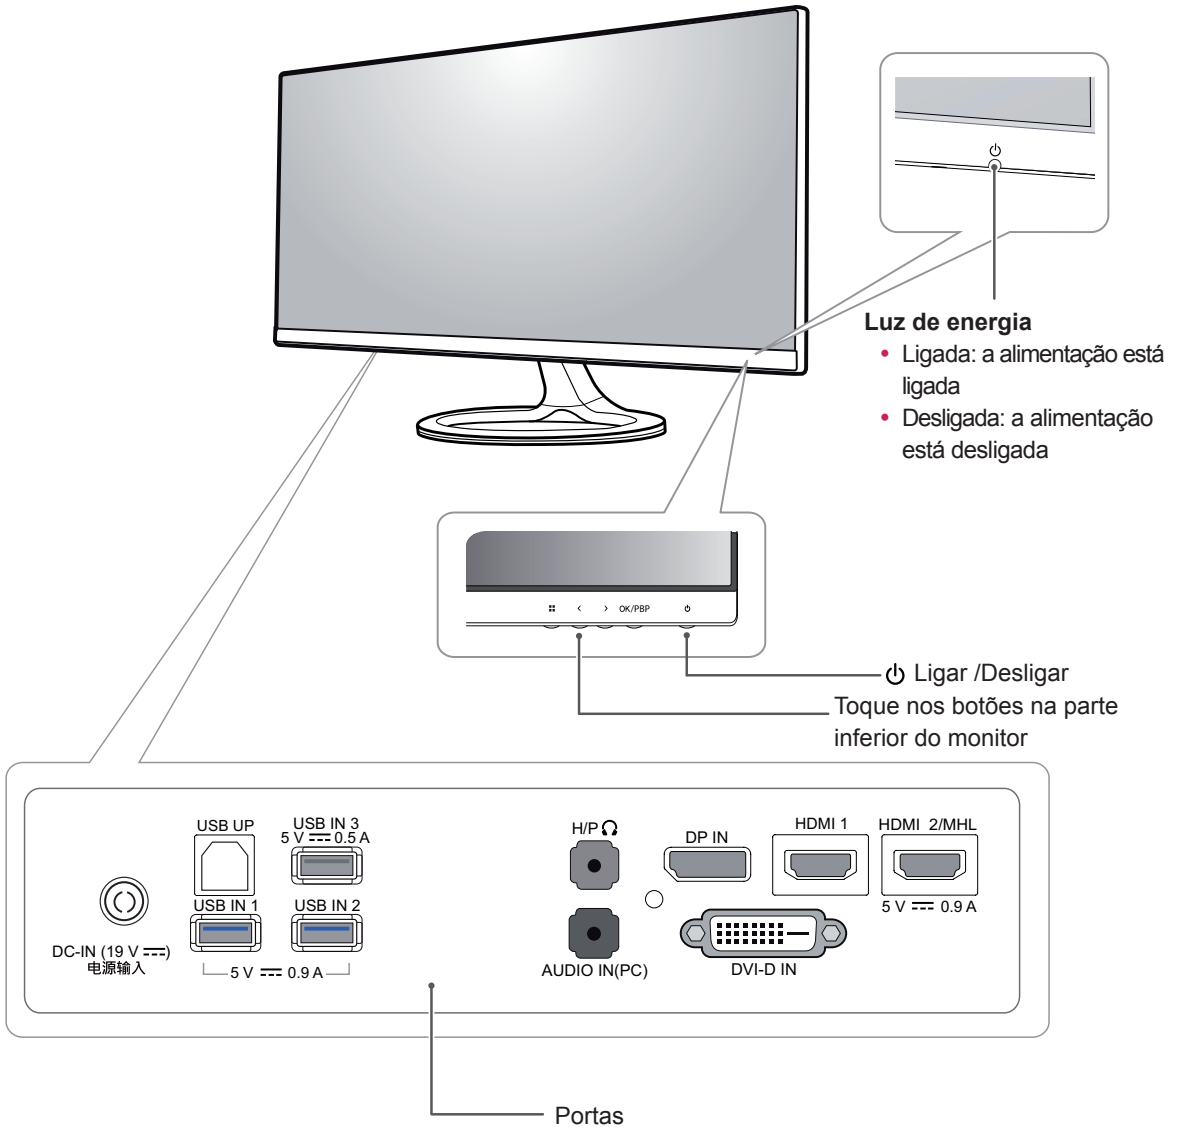 Luz de energia
• Ligada: a alimentação está
ligada
• Desligada: a alimentação
está desligada
OK/PBP
Ligar /Desligar
Toque nos botões na parte
inferior do monitor
USB UP
USB IN 3
5 V 0.5 A
USB IN 1
USB IN 2
5 V 0.9 A
DC-IN (19 V )
电源输入
H/P
AUDIO IN(PC)
DP IN
HDMI 1
HDMI 2/MHL
5 V 0.9 A
DVI-D IN
Portas